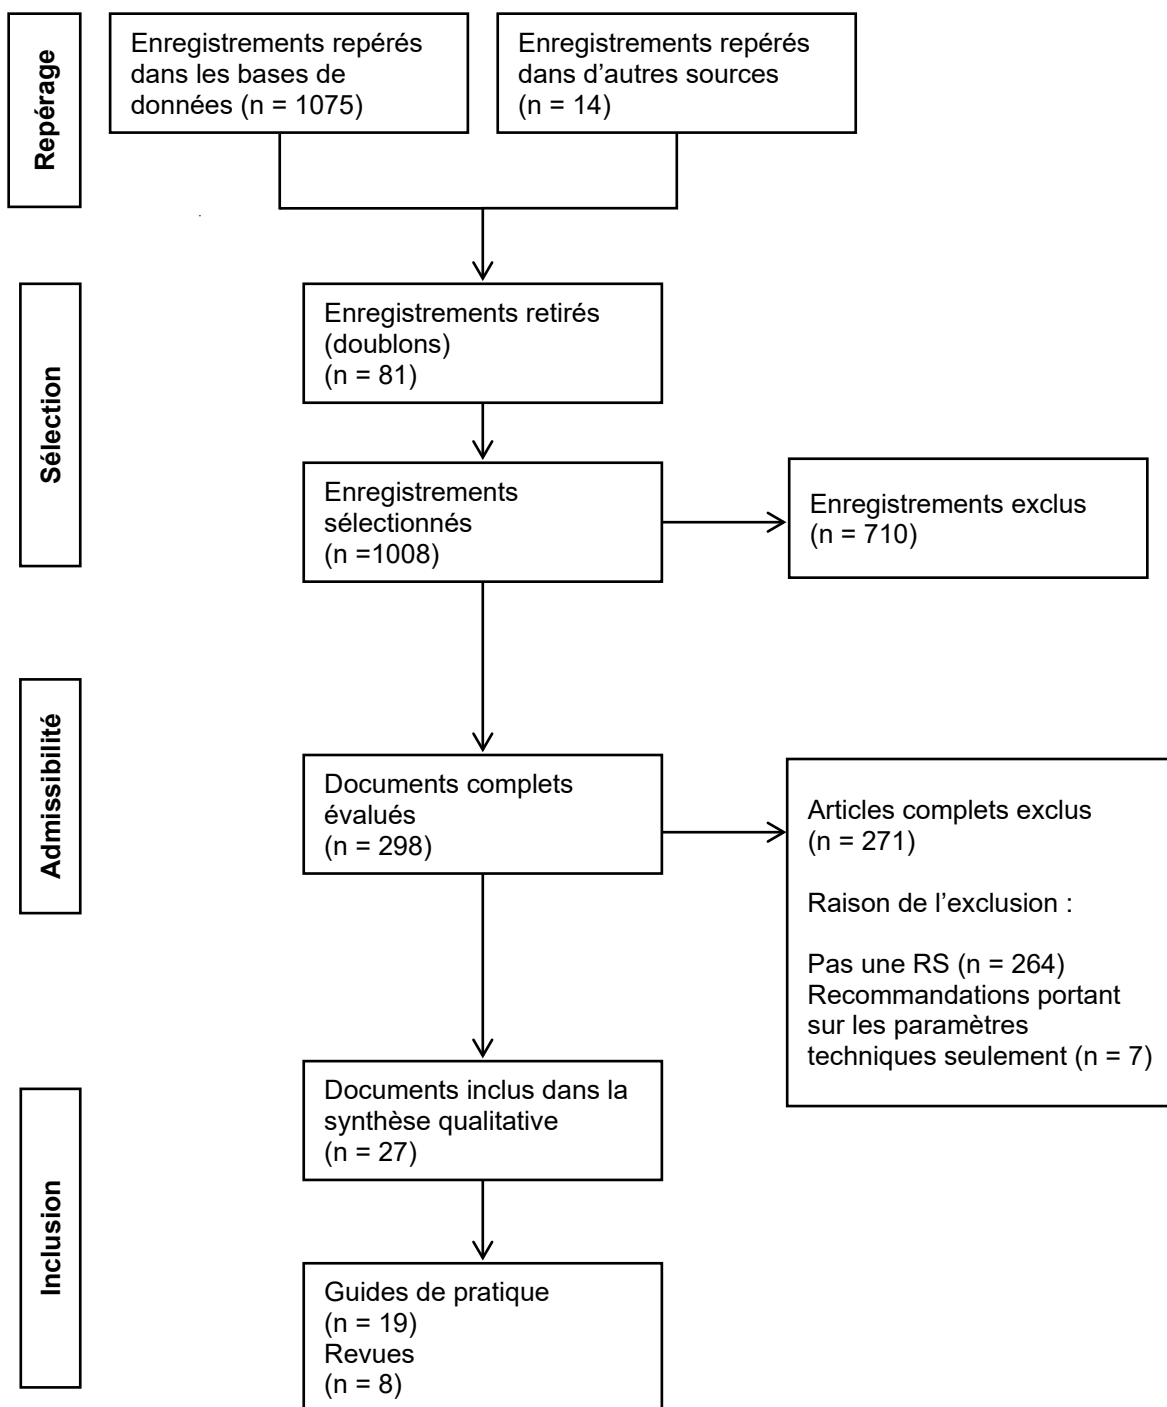 Repérage
Enregistrements repérés
dans les bases de
données (n = 1075)
Enregistrements repérés
dans d’autres sources
(n = 14)
Sélection
Enregistrements retirés
(doublons)
(n = 81)
Enregistrements
sélectionnés
(n =1008)
Enregistrements exclus
(n = 710)
Admissibilité
Documents complets
évalués
(n = 298)
Articles complets exclus
(n = 271)
Raison de l’exclusion :
Pas une RS (n = 264)
Recommandations portant
sur les paramètres
techniques seulement (n = 7)
Inclusion
Documents inclus dans la
synthèse qualitative
(n = 27)
Guides de pratique
(n = 19)
Revues
(n = 8)